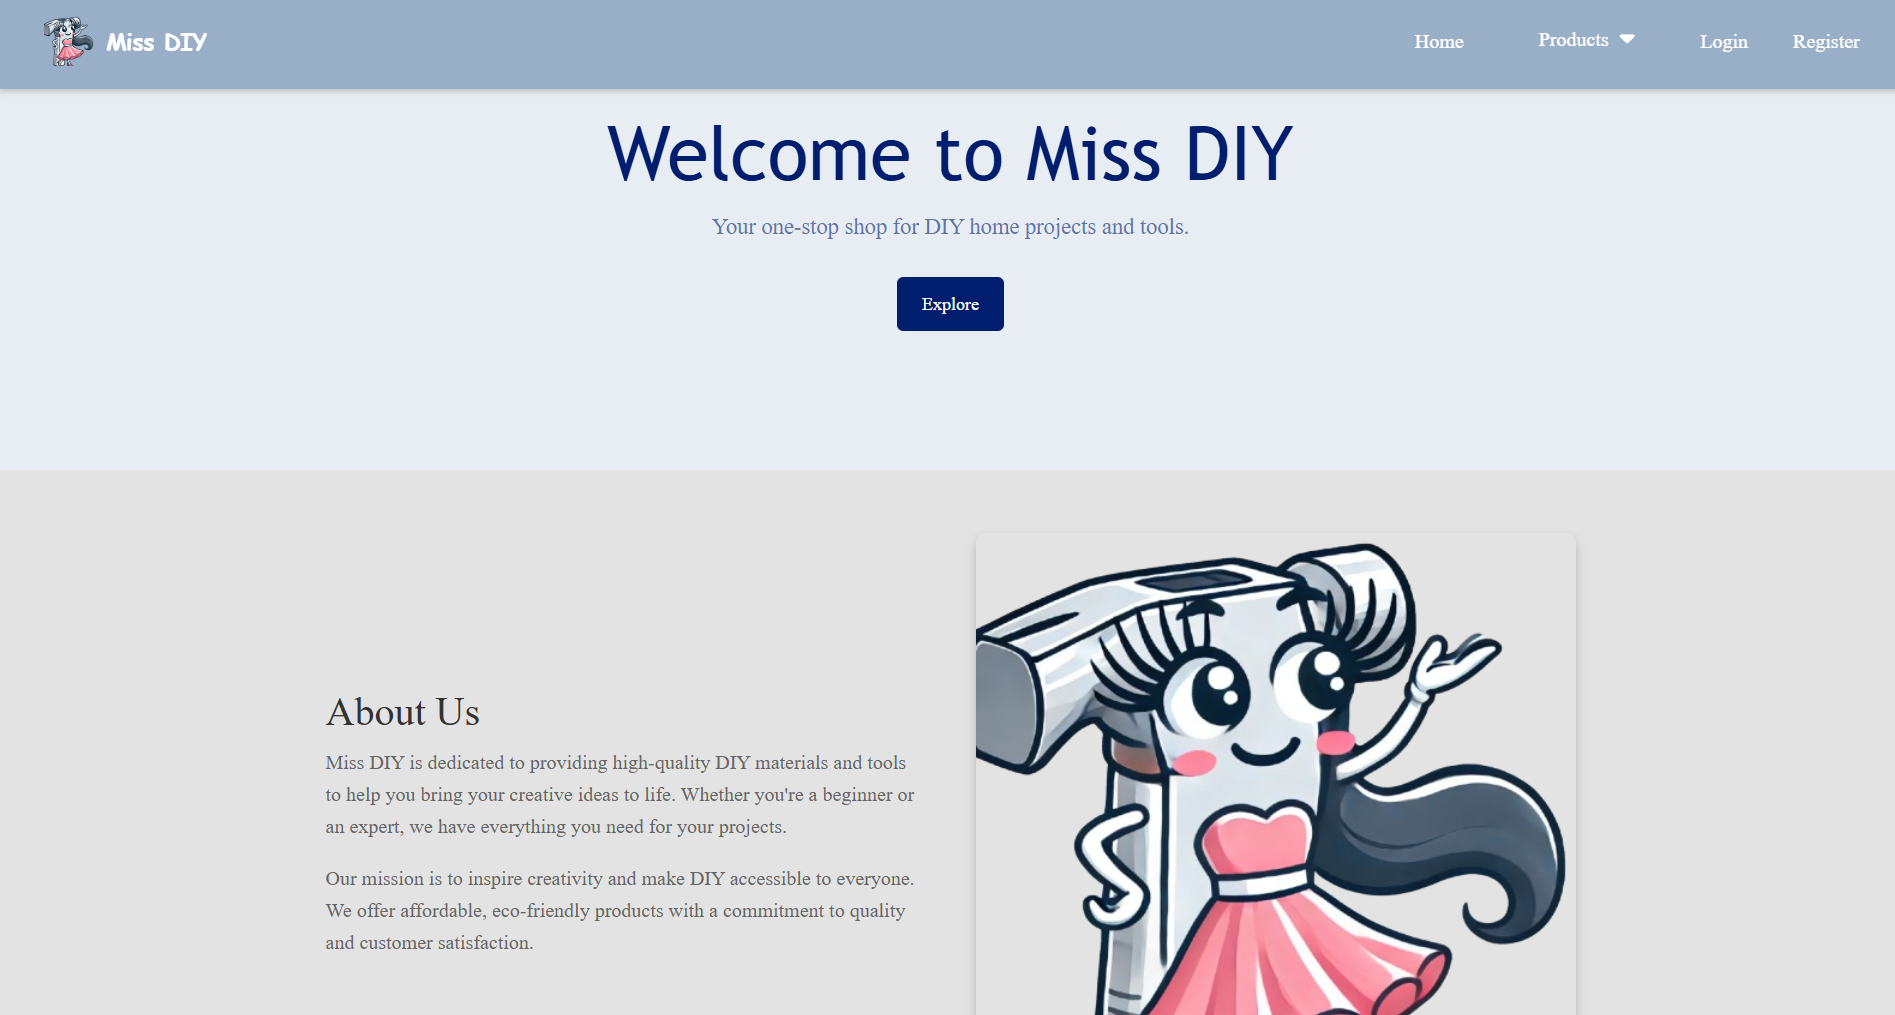 Miss DIY
Home
Products
Login
Register
Welcome to Miss DIY
Your one-stop shop for DIY home projects and tools.
Explore
About Us
Miss DIY is dedicated to providing high-quality DIY materials and tools
to help you bring your creative ideas to life. Whether you're a beginner or
an expert, we have everything you need for your projects.
Our mission is to inspire creativity and make DIY accessible to everyone.
We offer affordable, eco-friendly products with a commitment to quality
and customer satisfaction.